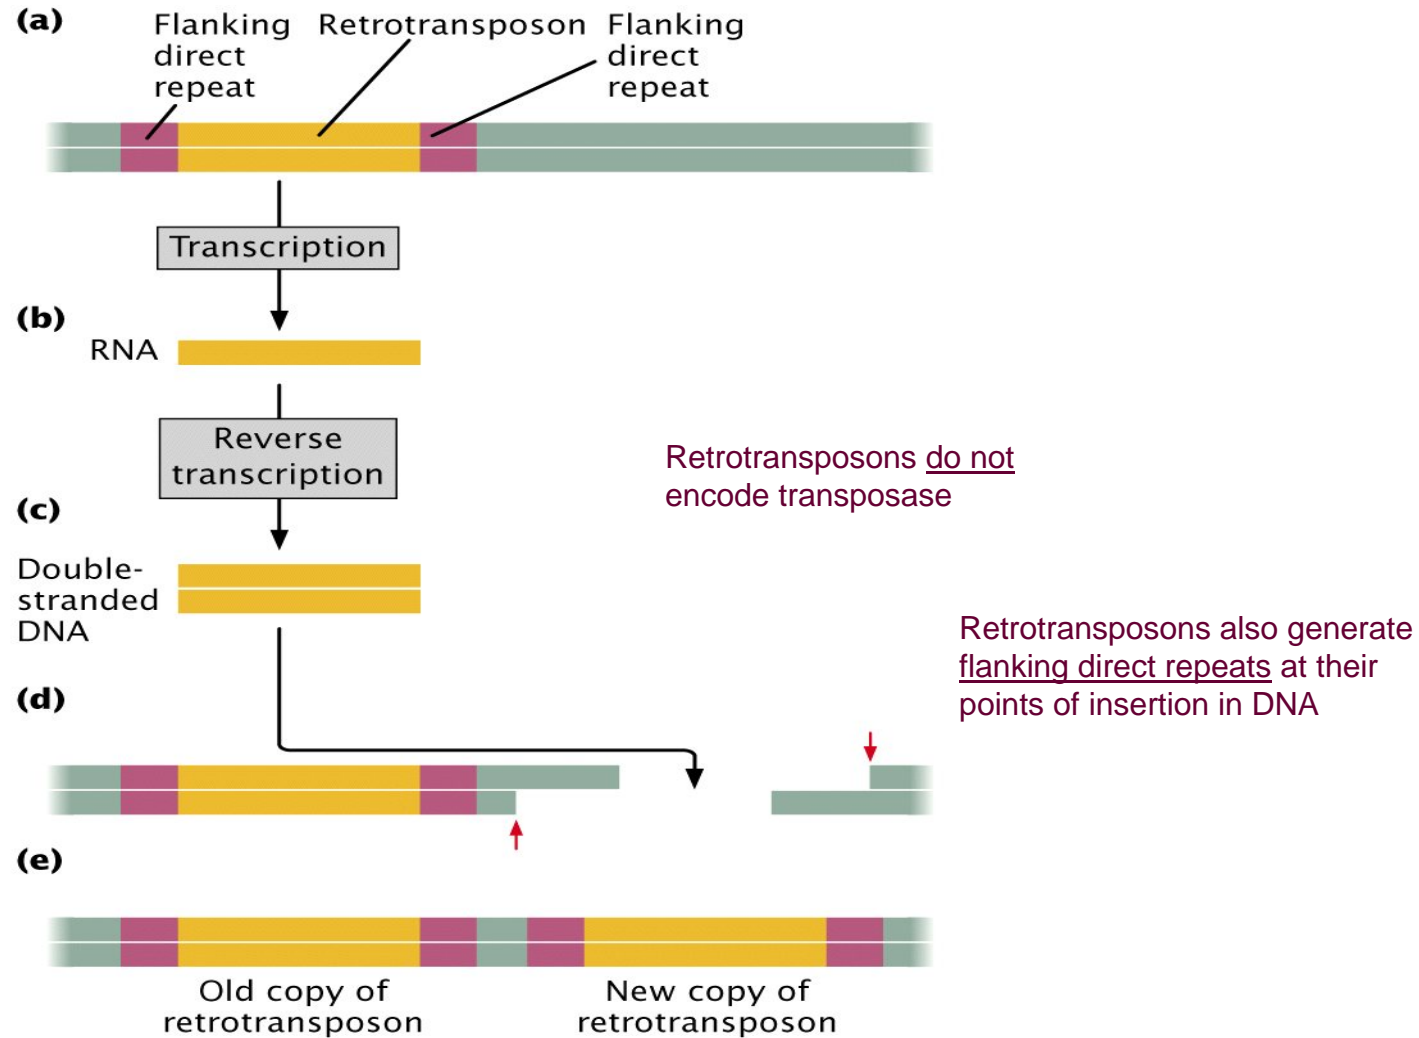 (a)
Flanking
direct
repeat
Retrotransposon
Flanking
direct
repeat
Transcription
(b)
RNA
Reverse
transcription
Retrotransposons do not
encode transposase
(c)
Double-
stranded
DNA
Retrotransposons also generate
flanking direct repeats at their
points of insertion in DNA
(d)
(e)
Old copy of
retrotransposon
New copy of
retrotransposon